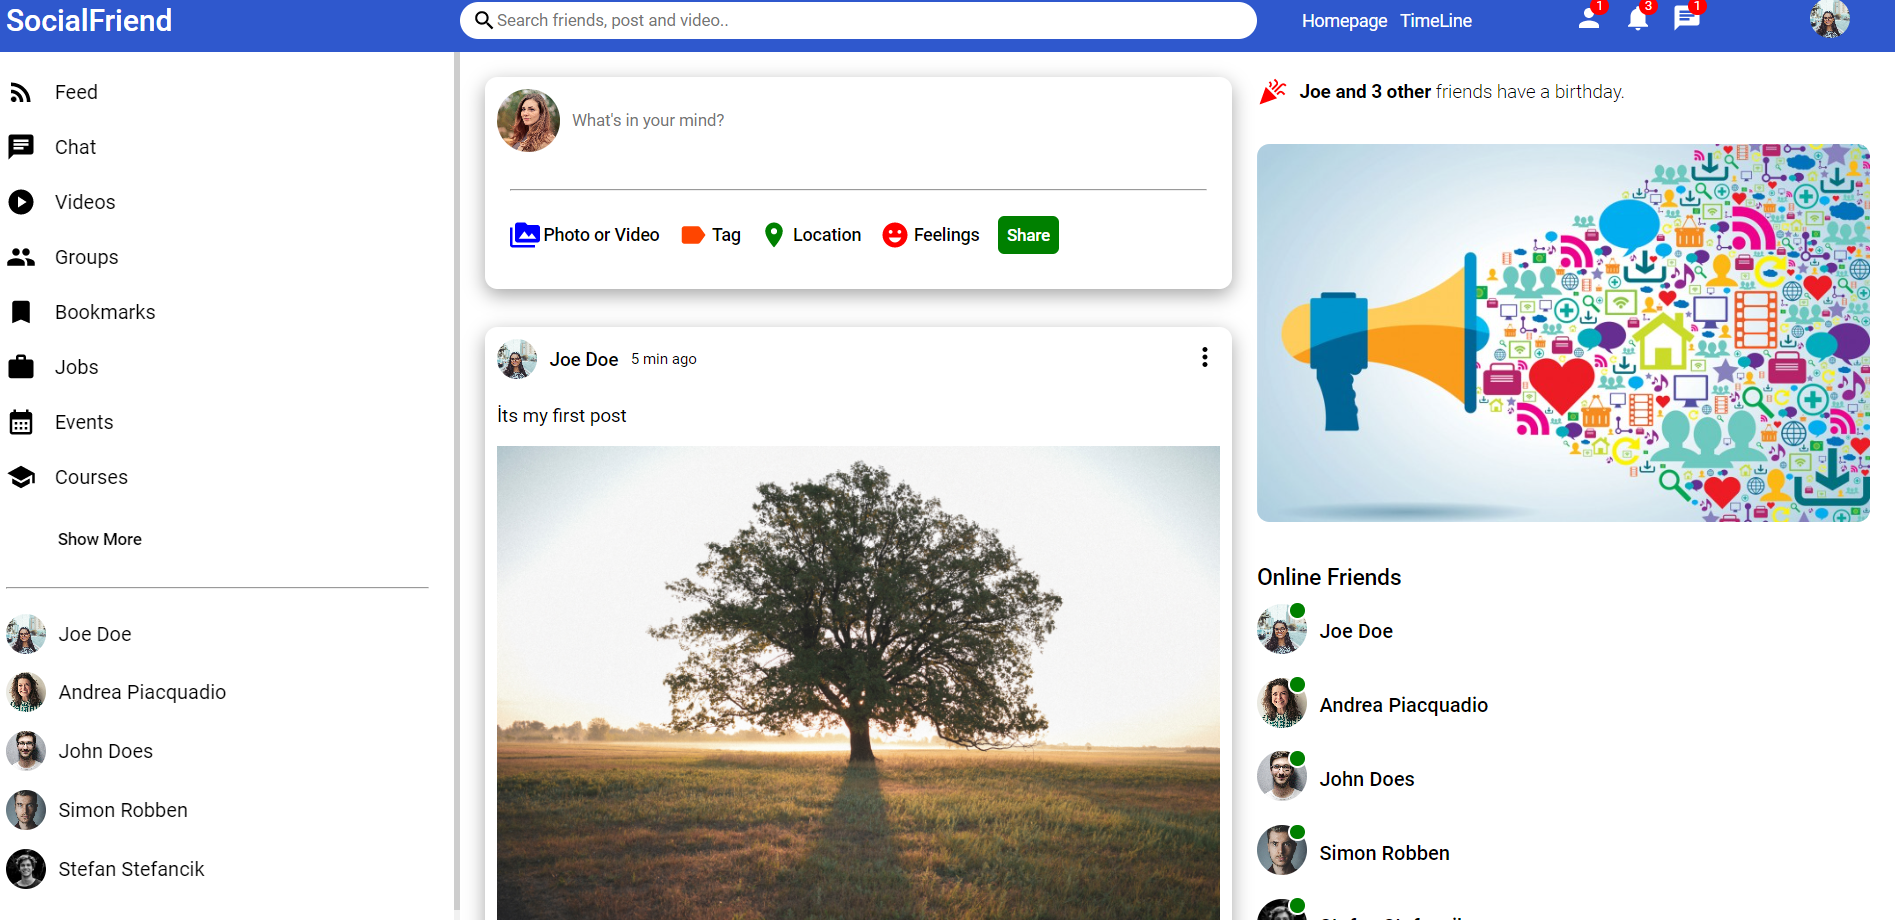 SocialFriend
Search friends, post and video..
Homepage TimeLine
1
3
1
Feed
Chat
Videos
Groups
Bookmarks
Jobs
Events
Courses
Show More
Joe Doe
Andrea Piacquadio
John Does
Simon Robben
Stefan Stefancik
What's in your mind?
Photo or Video
Tag
Location
Feelings
Share
Joe Doe 5 min ago
İts my first post
Joe and 3 other friends have a birthday.
Online Friends
Joe Doe
Andrea Piacquadio
John Does
Simon Robben